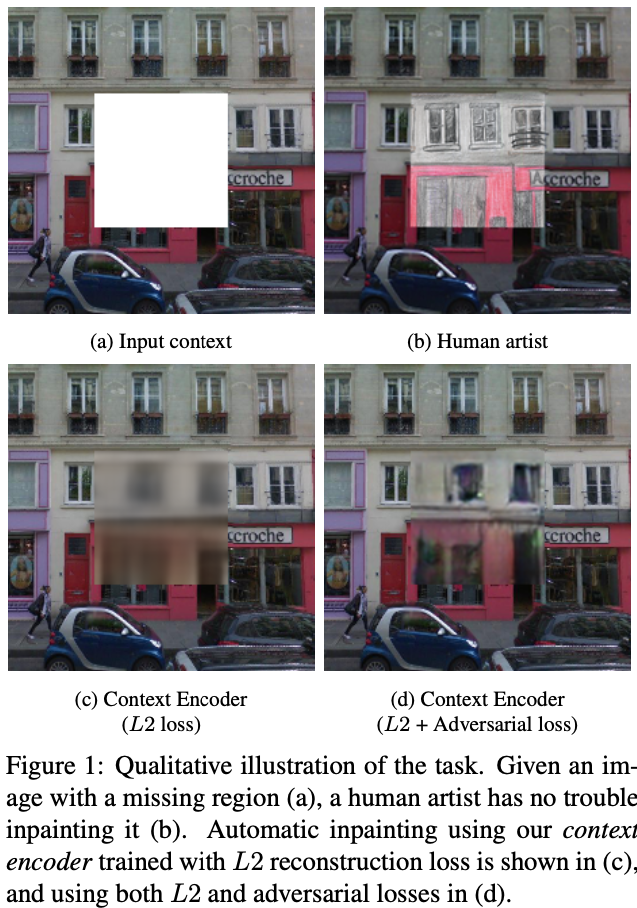 ccroche
Accroche
(a) Input context
(b) Human artist
ccroche
ccroche
(c) Context Encoder
(L2 loss)
(d) Context Encoder
(L2 + Adversarial loss)
Figure 1: Qualitative illustration of the task. Given an im-
age with a missing region (a), a human artist has no trouble
inpainting it (b). Automatic inpainting using our context
encoder trained with L2 reconstruction loss is shown in (c),
and using both L2 and adversarial losses in (d).